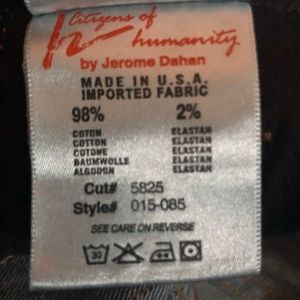 Citizens of
humanity
by Jerome Dahan
MADE IN U.S.A.
IMPORTED FABRIC
98% 2%
COTON ELASTAN
COTTON ELASTAN
COTONE ELASTAN
BAUMWOLLE ELASTAN
ALGODON ELASTAN
Cut# 5825
Style# 015-085
SEE CARE ON REVERSE
30